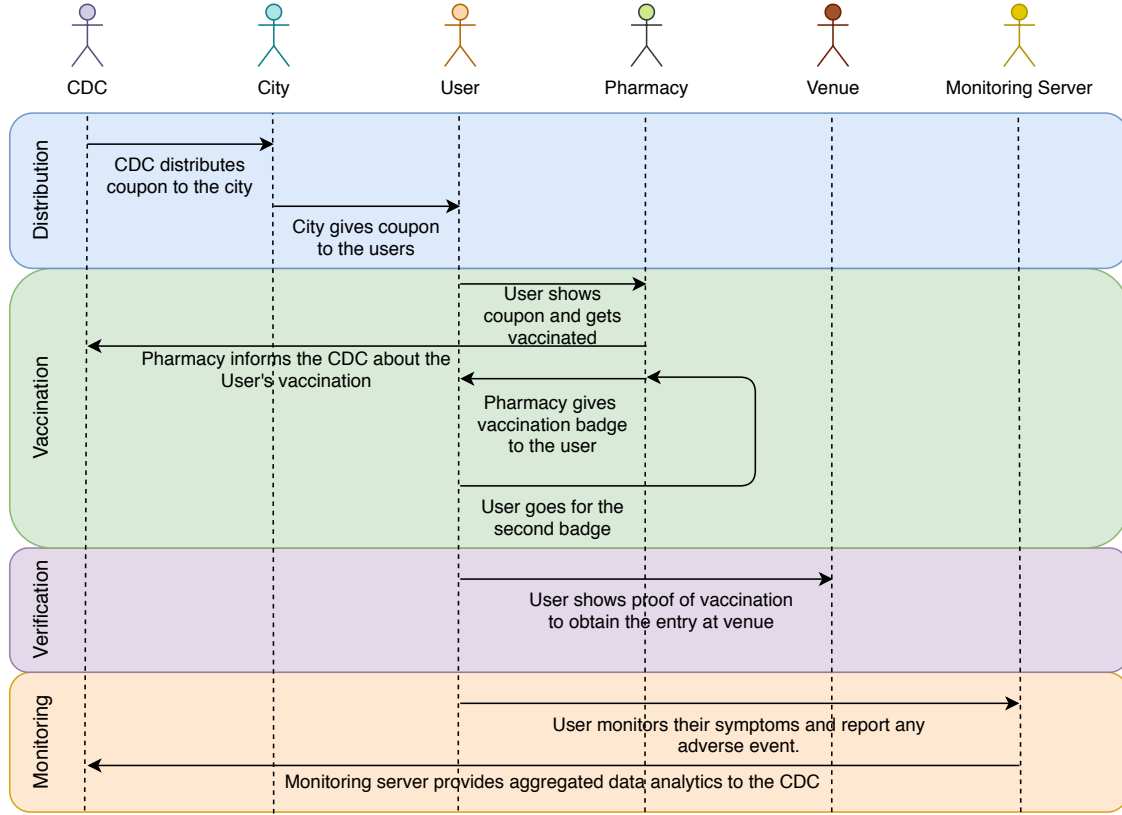 CDC
City
User
Pharmacy
Venue
Monitoring Server
Distribution
CDC distributes
coupon to the city
City gives coupon
to the users
Vaccination
User shows
coupon and gets
vaccinated
Pharmacy informs the CDC about the
User's vaccination
Pharmacy gives
vaccination badge
to the user
User goes for the
second badge
Verification
User shows proof of vaccination
to obtain the entry at venue
Monitoring
User monitors their symptoms and report any
adverse event.
Monitoring server provides aggregated data analytics to the CDC